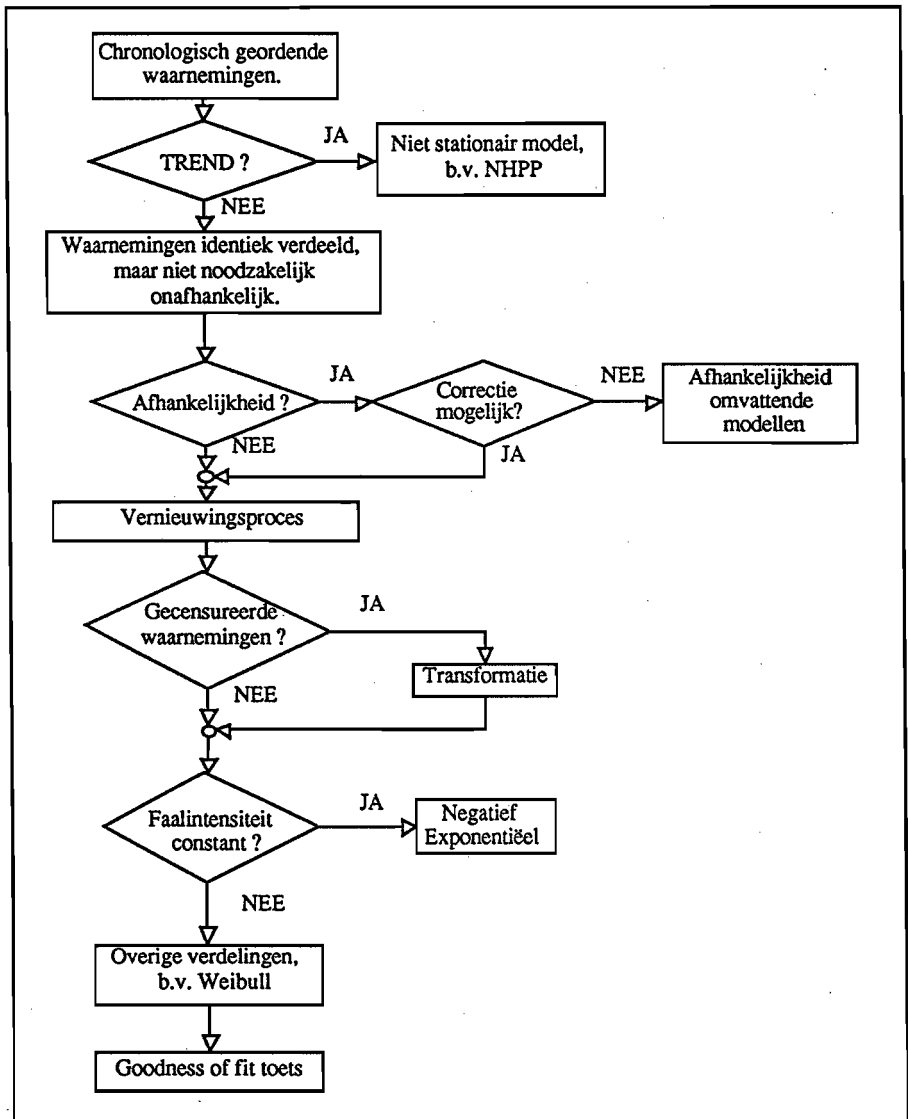 Chronologisch geordende
waarnemingen.
JA
TREND ?
Niet stationair model,
b.v. NHPP
NEE
Waarnemingen identiek verdeeld,
maar niet noodzakelijk
onafhankelijk.
JA
NEE
Afhankelijkheid ?
Correctie
mogelijk?
Afhankelijkheid
omvattende
modellen
NEE
JA
Vernieuwingsproces
Gecensureerde
waarnemingen ?
JA
Transformatie
NEE
Faalintensiteit
constant ?
JA
Negatief
Exponentiëel
NEE
Overige verdelingen,
b.v. Weibull
Goodness of fit toets